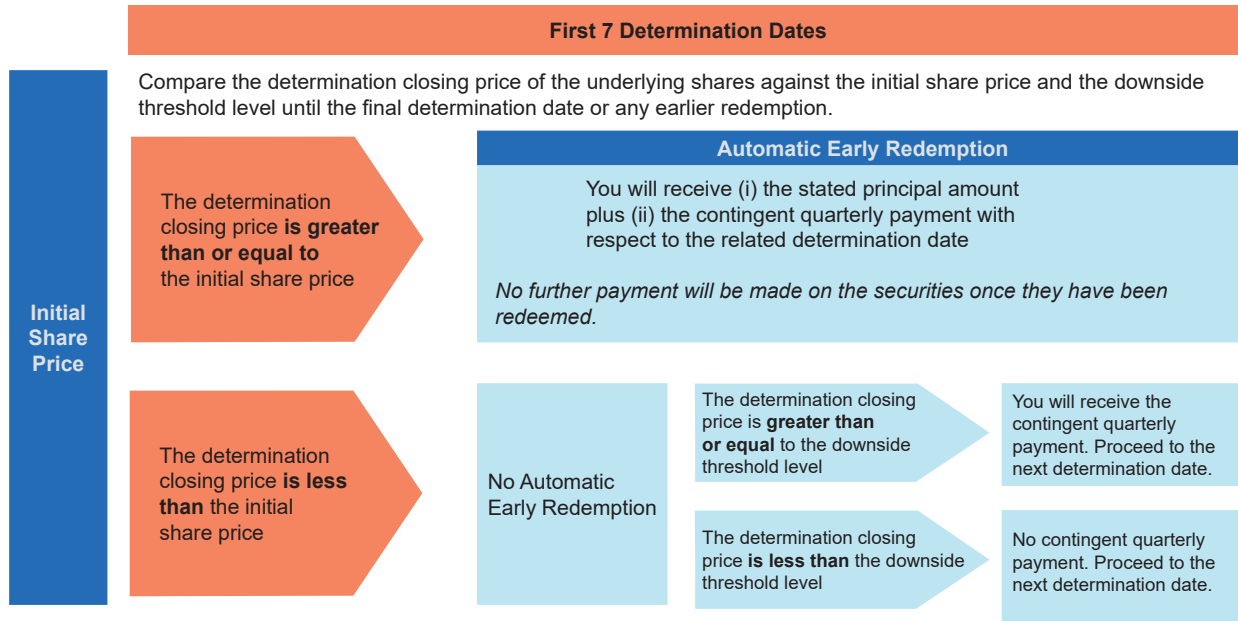 First 7 Determination Dates
Initial
Share
Price
Compare the determination closing price of the underlying shares against the initial share price and the downside
threshold level until the final determination date or any earlier redemption.
The determination
closing price is greater
than or equal to
the initial share price
Automatic Early Redemption
You will receive (i) the stated principal amount
plus (ii) the contingent quarterly payment with
respect to the related determination date
No further payment will be made on the securities once they have been
redeemed.
The determination
closing price is less
than the initial
share price
No Automatic
Early Redemption
The determination closing
price is greater than
or equal to the downside
threshold level
You will receive the
contingent quarterly
payment. Proceed to the
next determination date.
The determination closing
price is less than the downside
threshold level
No contingent quarterly
payment. Proceed to the
next determination date.